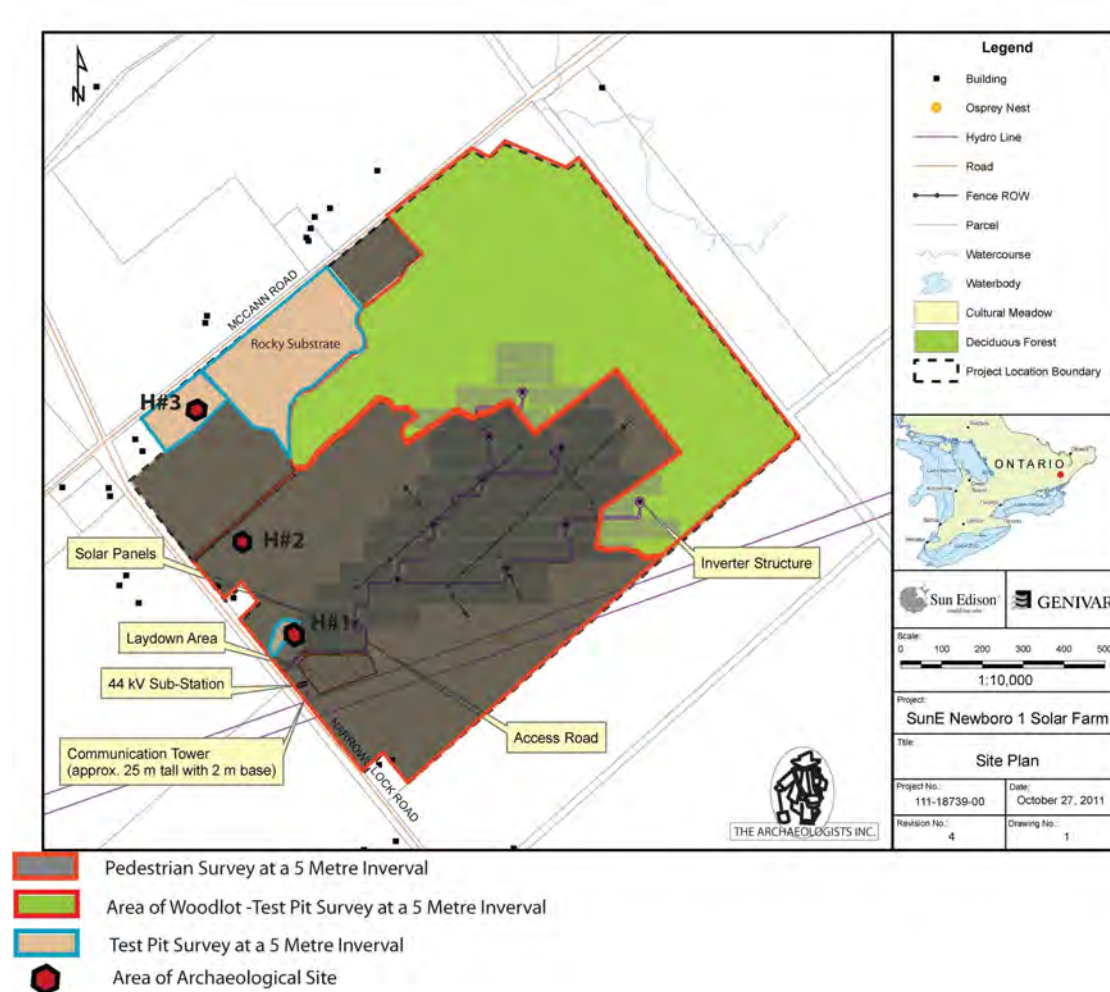 N
MCCANN ROAD
Rocky Substrate
H#3
H#2
Solar Panels
H#1
Laydown Area
44 kV Sub-Station
Communication Tower
(approx. 25 m tall with 2 m base)
NARROW LOCK ROAD
Access Road
Inverter Structure
THE ARCHAEOLOGISTS INC.
Legend
Building
Osprey Nest
Hydro Line
Road
Fence ROW
Parcel
Watercourse
Waterbody
Cultural Meadow
Deciduous Forest
Project Location Boundary
ONTARIO
Sun Edison
GENIVAR
Scale:
0 100 200 300 400 500
1:10,000
Project:
SunE Newboro 1 Solar Farm
Title:
Site Plan
Project No.:
111-18739-00
Date:
October 27, 2011
Revision No.:
4
Drawing No.:
1
Pedestrian Survey at a 5 Metre Inverval
Area of Woodlot -Test Pit Survey at a 5 Metre Inverval
Test Pit Survey at a 5 Metre Inverval
Area of Archaeological Site